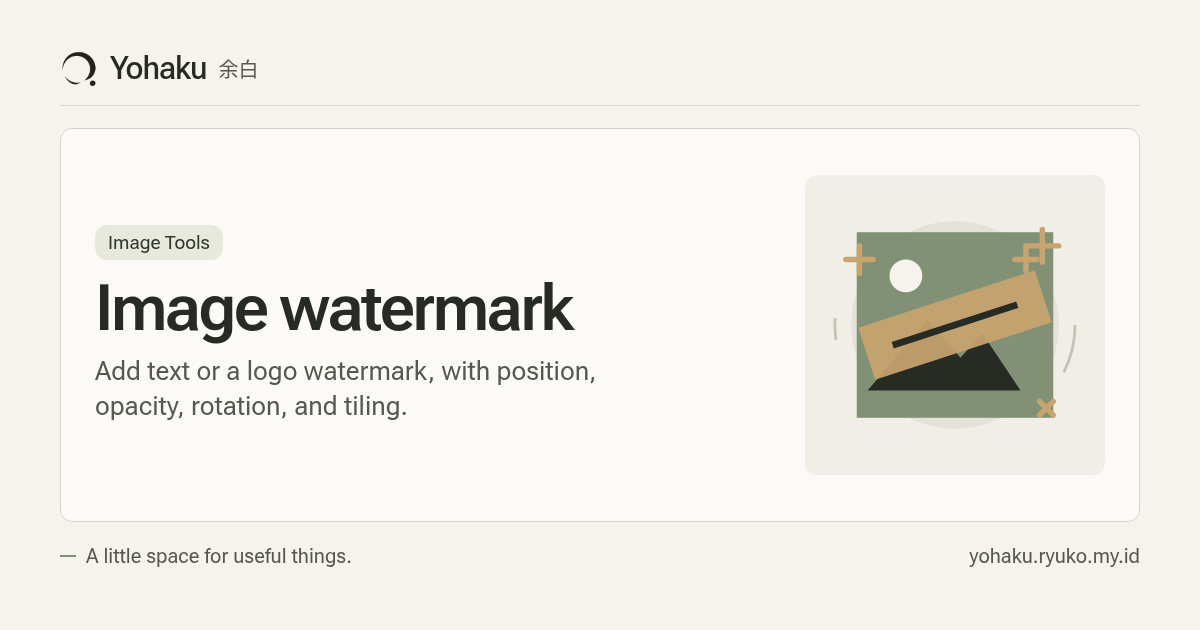 Yohaku 余白
Image Tools
Image watermark
Add text or a logo watermark, with position,
opacity, rotation, and tiling.
— A little space for useful things.
yohaku.ryuko.my.id